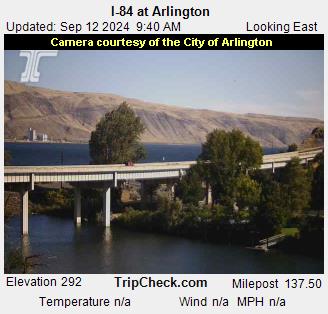 I-84 at Arlington
Updated: Sep 12 2024 9:40 AM Looking East
Camera courtesy of the City of Arlington
Elevation 292 TripCheck.com Milepost 137.50
Temperature n/a Wind n/a MPH n/a